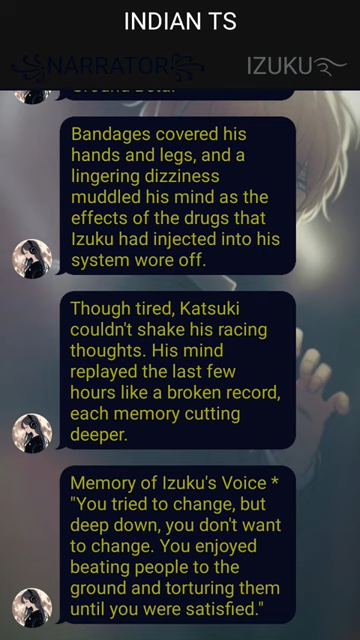 INDIAN TS
NARRATOR
IZUKU
Ground Beta.
Bandages covered his
hands and legs, and a
lingering dizziness
muddled his mind as the
effects of the drugs that
Izuku had injected into his
system wore off.
Though tired, Katsuki
couldn't shake his racing
thoughts. His mind
replayed the last few
hours like a broken record,
each memory cutting
deeper.
Memory of Izuku's Voice *
"You tried to change, but
deep down, you don't want
to change. You enjoyed
beating people to the
ground and torturing them
until you were satisfied."